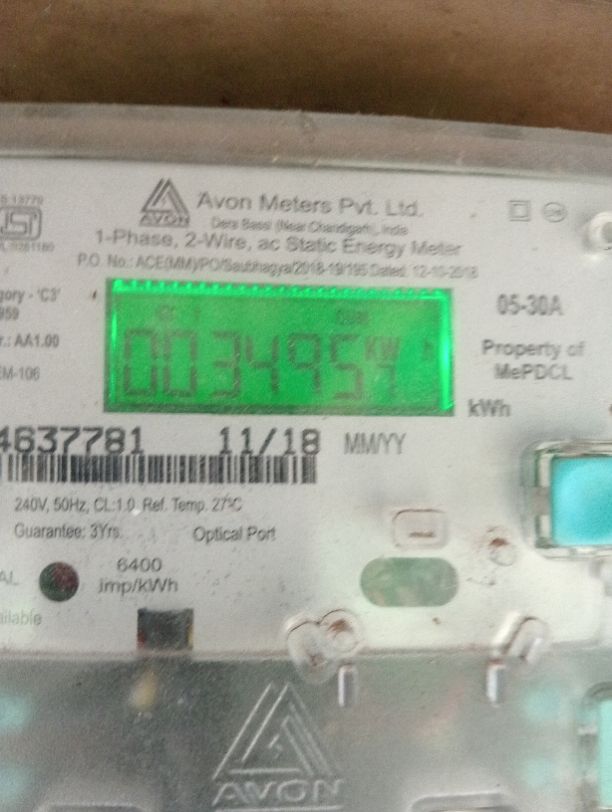 Avon Meters Pvt. Ltd.
AVON
Dera Bassi (Near Chandigarh), India
1-Phase, 2-Wire, ac Static Energy Meter
P.O. No.: ACE(MM)/PO/Saubhagya/2018-19/195 Dated: 12-10-2018
gory - 'C3'
959
05-30A
r.: AA1.00
Property of
MePDCL
EM-106
003495 KW h
kWh
4637781 11/18 MM/YY
240V, 50Hz, CL:1.0 Ref. Temp. 27°C
Guarantee: 3Yrs. Optical Port
6400
imp/kWh
AL
ailable
AVON